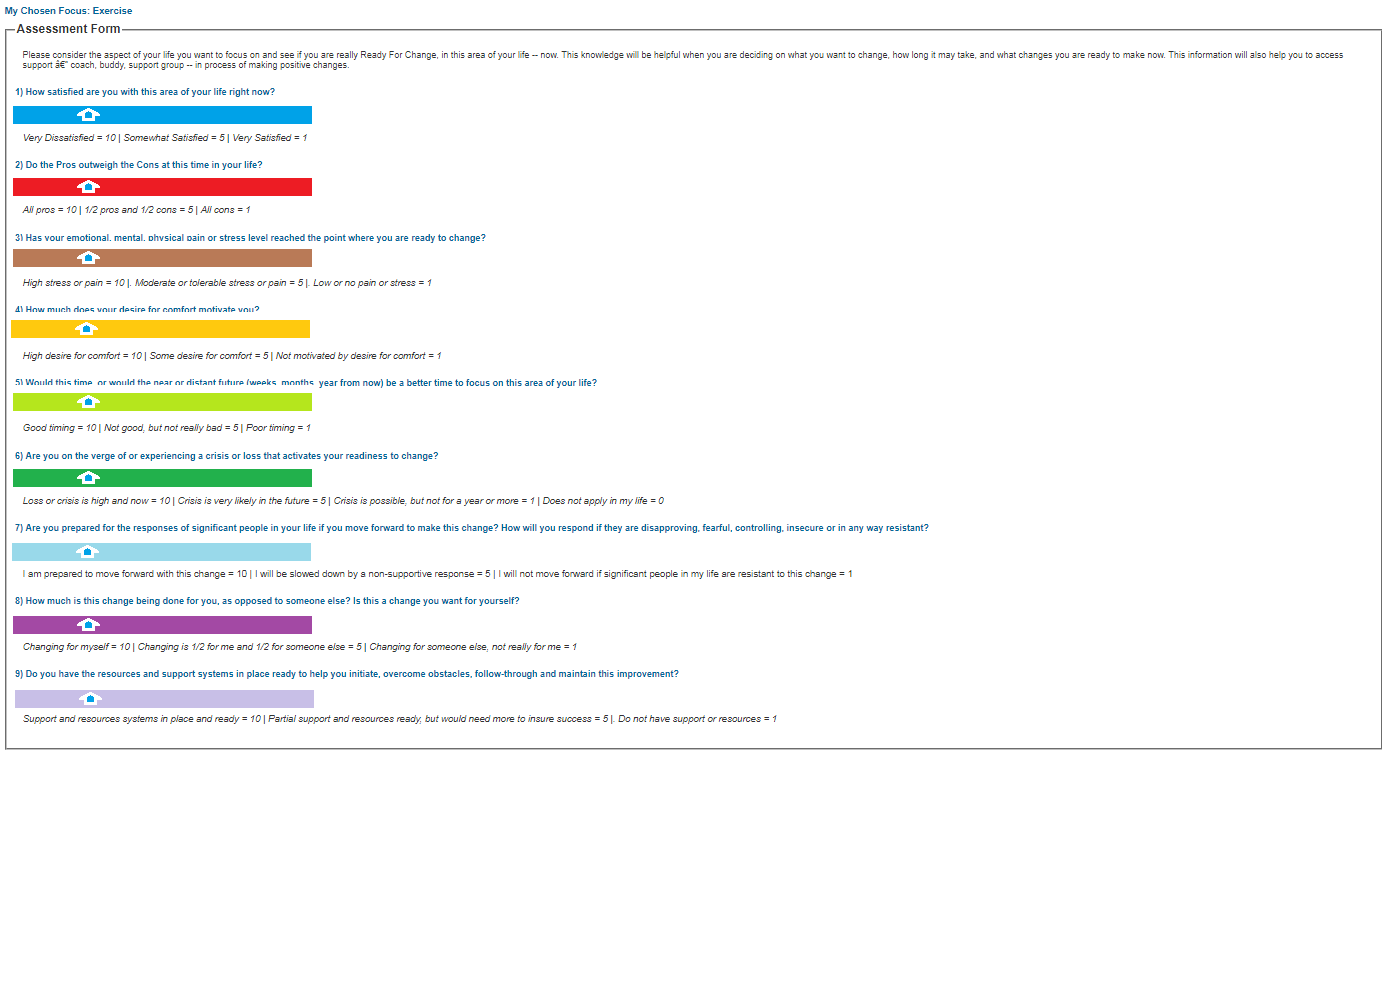 My Chosen Focus: Exercise
Assessment Form
Please consider the aspect of your life you want to focus on and see if you are really Ready For Change, in this area of your life -- now. This knowledge will be helpful when you are deciding on what you want to change, how long it may take, and what changes you are ready to make now. This information will also help you to access
support â€“ coach, buddy, support group -- in process of making positive changes.
1) How satisfied are you with this area of your life right now?
Very Dissatisfied = 10 | Somewhat Satisfied = 5 | Very Satisfied = 1
2) Do the Pros outweigh the Cons at this time in your life?
All pros = 10 | 1/2 pros and 1/2 cons = 5 | All cons = 1
3) Has your emotional, mental, physical pain or stress level reached the point where you are ready to change?
High stress or pain = 10 |. Moderate or tolerable stress or pain = 5 |. Low or no pain or stress = 1
4) How much does your desire for comfort motivate you?
High desire for comfort = 10 | Some desire for comfort = 5 | Not motivated by desire for comfort = 1
5) Would this time, or would the near or distant future (weeks, months, year from now) be a better time to focus on this area of your life?
Good timing = 10 | Not good, but not really bad = 5 | Poor timing = 1
6) Are you on the verge of or experiencing a crisis or loss that activates your readiness to change?
Loss or crisis is high and now = 10 | Crisis is very likely in the future = 5 | Crisis is possible, but not for a year or more = 1 | Does not apply in my life = 0
7) Are you prepared for the responses of significant people in your life if you move forward to make this change? How will you respond if they are disapproving, fearful, controlling, insecure or in any way resistant?
I am prepared to move forward with this change = 10 | I will be slowed down by a non-supportive response = 5 | I will not move forward if significant people in my life are resistant to this change = 1
8) How much is this change being done for you, as opposed to someone else? Is this a change you want for yourself?
Changing for myself = 10 | Changing is 1/2 for me and 1/2 for someone else = 5 | Changing for someone else, not really for me = 1
9) Do you have the resources and support systems in place ready to help you initiate, overcome obstacles, follow-through and maintain this improvement?
Support and resources systems in place and ready = 10 | Partial support and resources ready, but would need more to insure success = 5 |. Do not have support or resources = 1